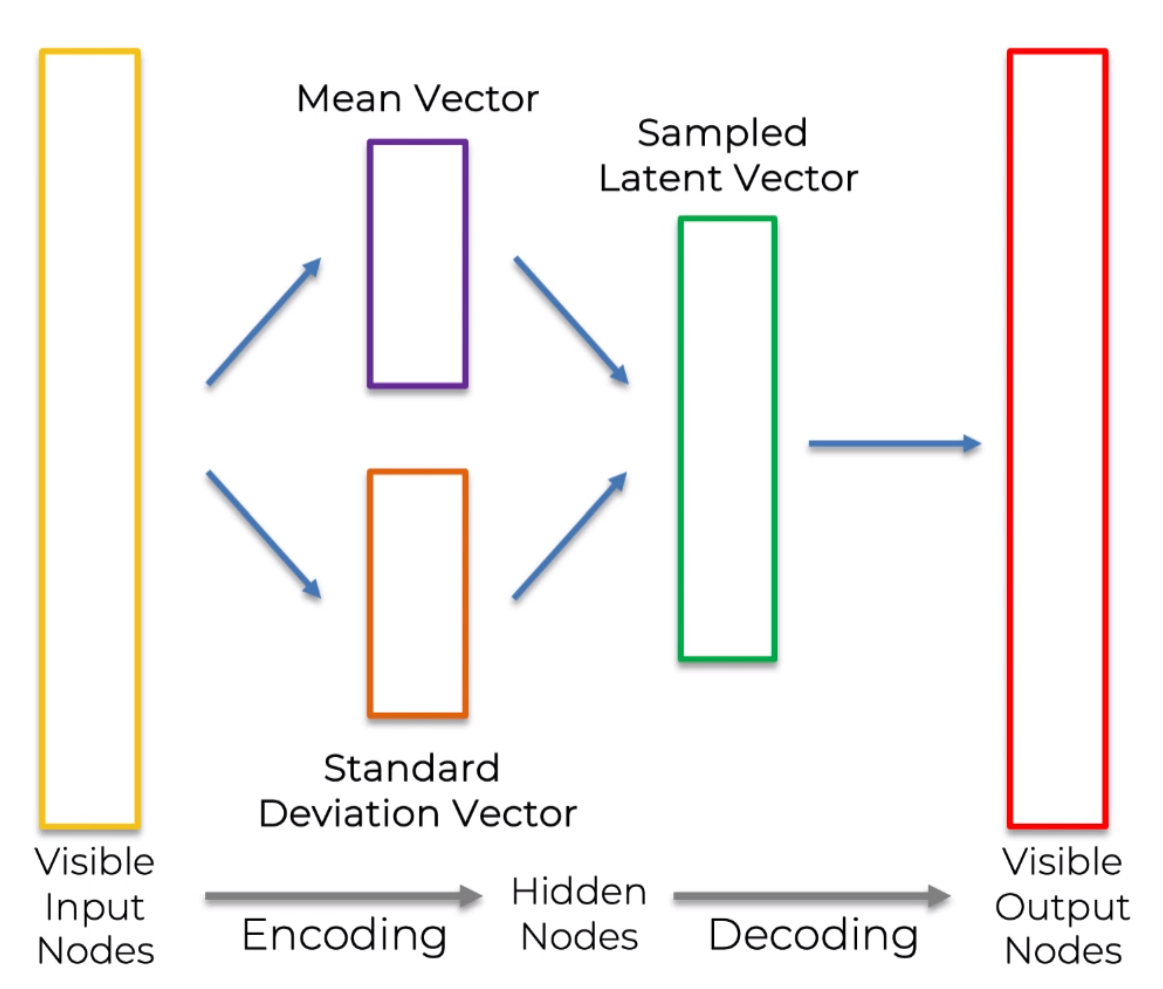 Mean Vector
Sampled
Latent Vector
Standard
Deviation Vector
Visible
Input
Nodes
Encoding
Hidden
Nodes
Decoding
Visible
Output
Nodes